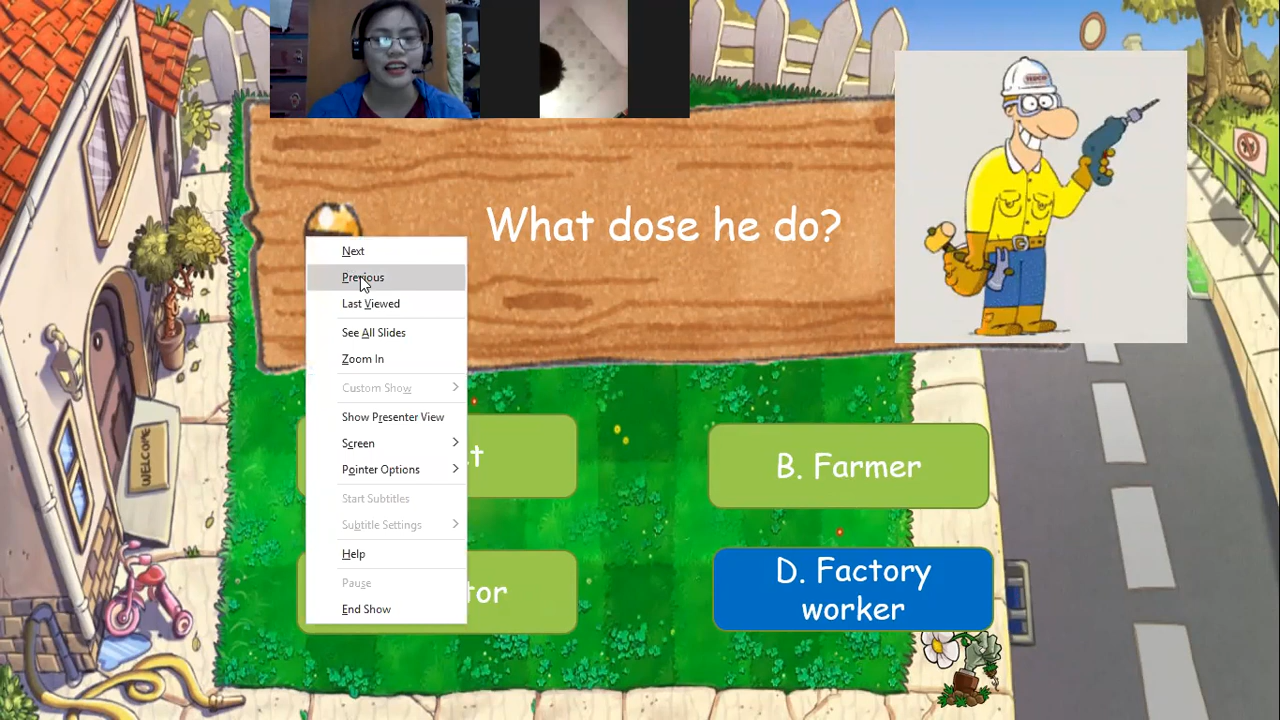 What dose he do?
Next
Previous
Last Viewed
See All Slides
Zoom In
Custom Show
Show Presenter View
Screen
Pointer Options
Start Subtitles
Subtitle Settings
Help
Pause
End Show
t
B. Farmer
tor
D. Factory
worker
WELCOME